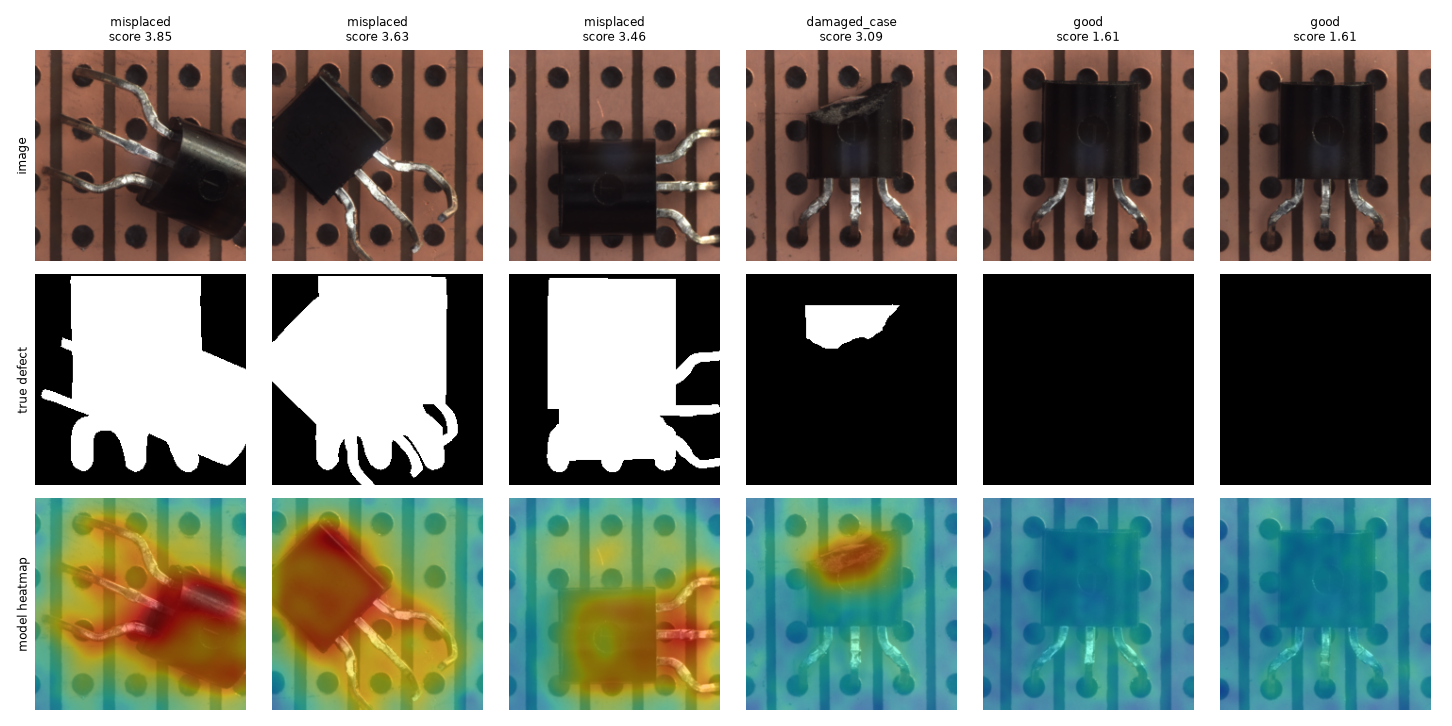 misplaced
score 3.85
misplaced
score 3.63
misplaced
score 3.46
damaged_case
score 3.09
good
score 1.61
good
score 1.61
image
true defect
model heatmap